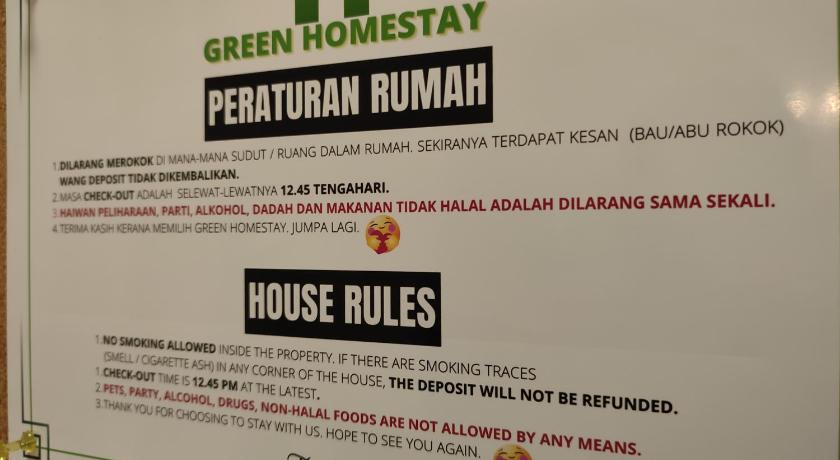 GREEN HOMESTAY
PERATURAN RUMAH
1.DILARANG MEROKOK DI MANA-MANA SUDUT / RUANG DALAM RUMAH. SEKIRANYA TERDAPAT KESAN (BAU/ABU ROKOK)
WANG DEPOSIT TIDAK DIKEMBALIKAN.
2.MASA CHECK-OUT ADALAH SELEWAT-LEWATNYA 12.45 TENGAHARI.
3.HAIWAN PELIHARAAN, PARTI, ALKOHOL, DADAH DAN MAKANAN TIDAK HALAL ADALAH DILARANG SAMA SEKALI.
4.TERIMA KASIH KERANA MEMILIH GREEN HOMESTAY. JUMPA LAGI.
HOUSE RULES
1.NO SMOKING ALLOWED INSIDE THE PROPERTY. IF THERE ARE SMOKING TRACES
(SMELL / CIGARETTE ASH) IN ANY CORNER OF THE HOUSE, THE DEPOSIT WILL NOT BE REFUNDED.
1.CHECK-OUT TIME IS 12.45 PM AT THE LATEST.
2.PETS, PARTY, ALCOHOL, DRUGS, NON-HALAL FOODS ARE NOT ALLOWED BY ANY MEANS.
3.THANK YOU FOR CHOOSING TO STAY WITH US. HOPE TO SEE YOU AGAIN.